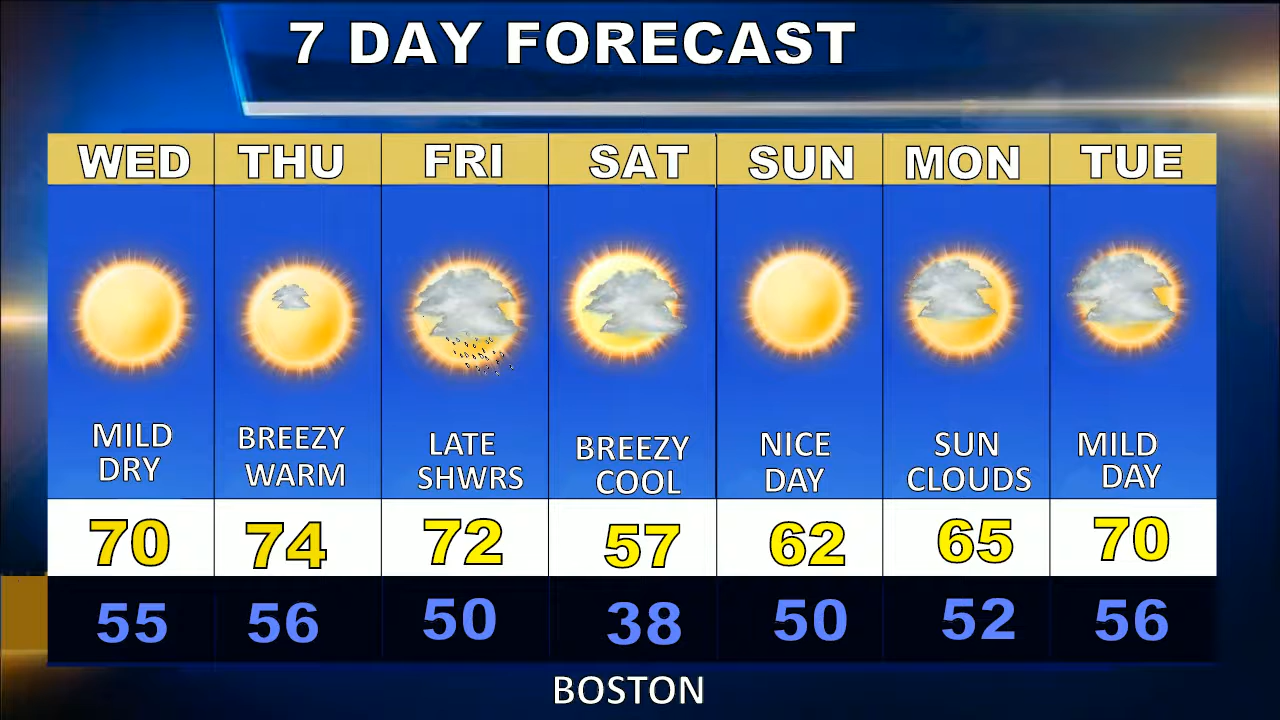 7 DAY FORECAST
WED THU FRI SAT SUN MON TUE
MILD DRY
BREEZY WARM
LATE SHWRS
BREEZY COOL
NICE DAY
SUN CLOUDS
MILD DAY
70 74 72 57 62 65 70
55 56 50 38 50 52 56
BOSTON